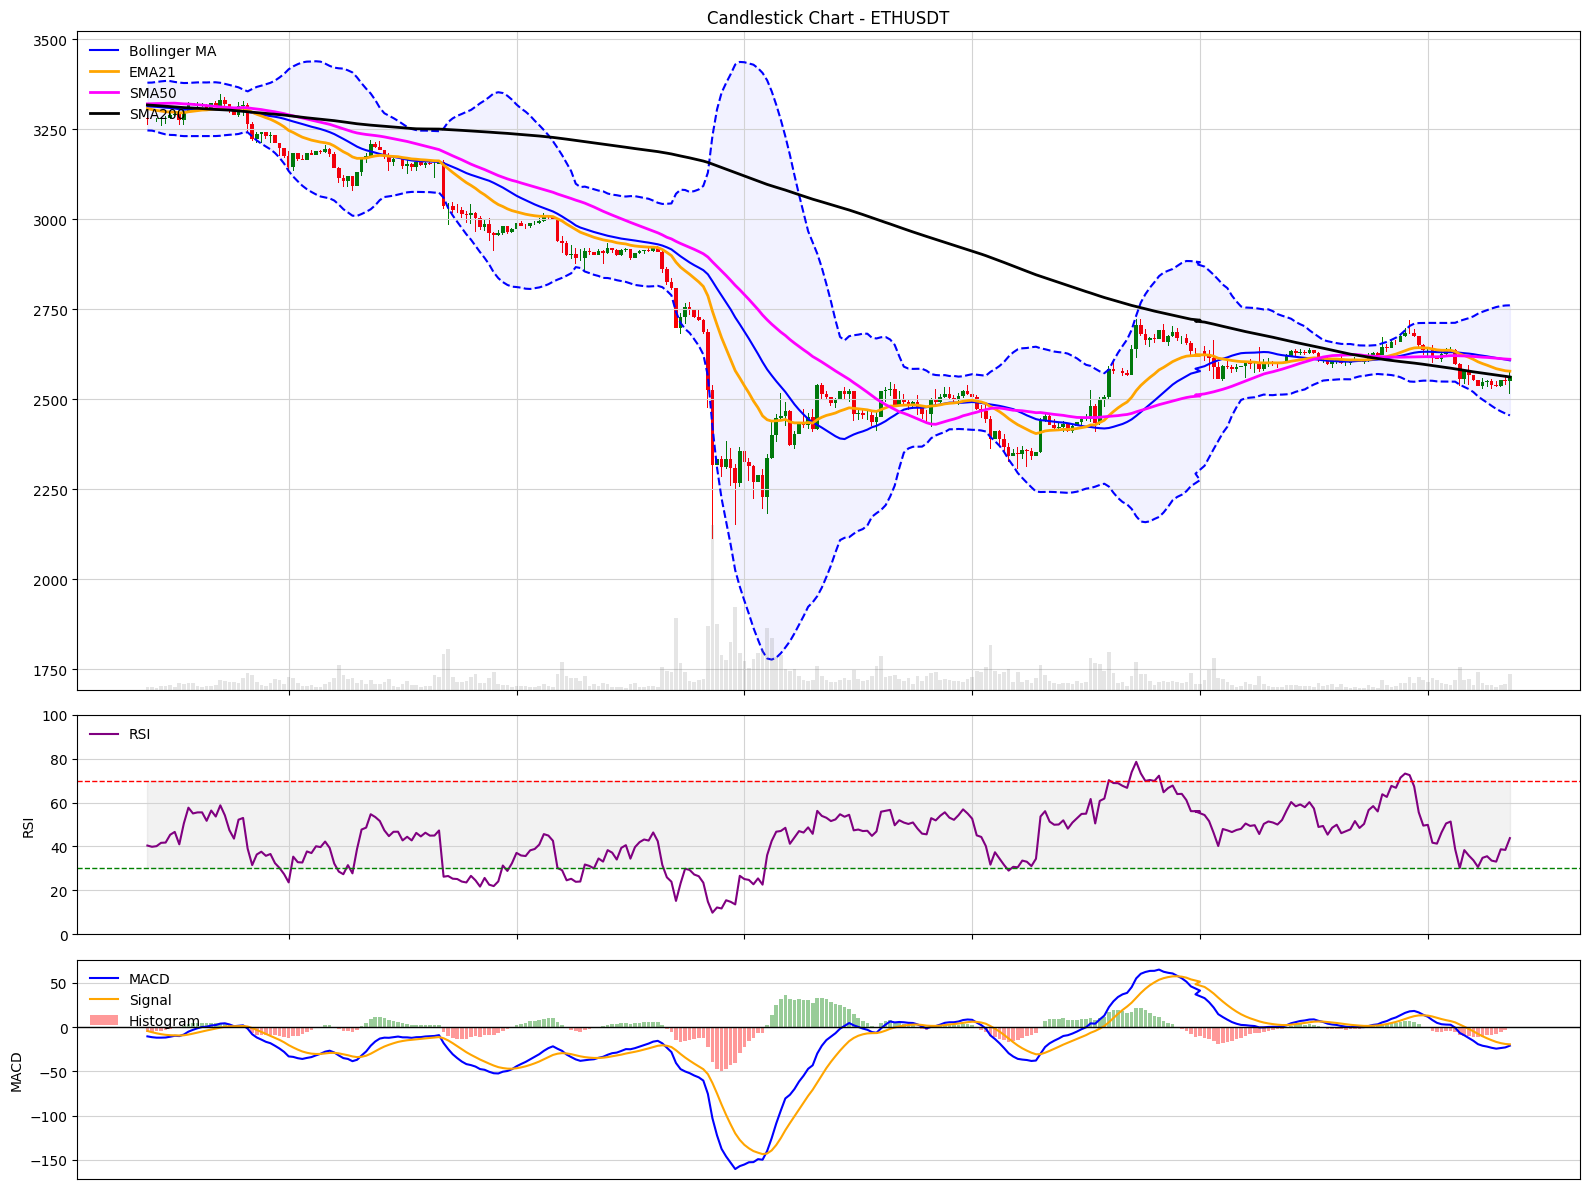 Candlestick Chart - ETHUSDT
3500
3250
3000
2750
2500
2250
2000
1750
Bollinger MA
EMA21
SMA50
SMA200
100
80
60
40
20
0
RSI
RSI
50
0
−50
−100
−150
MACD
MACD
Signal
Histogram